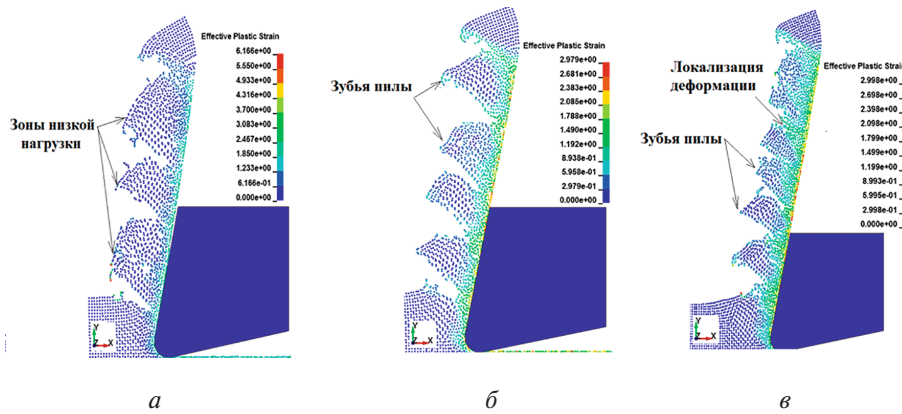 Effective Plastic Strain
6.166e+00
5.550e+00
4.933e+00
4.316e+00
3.700e+00
3.083e+00
2.467e+00
1.850e+00
1.233e+00
6.166e-01
0.000e+00
Зоны низкой
нагрузки
Y
Z X
а
Effective Plastic Strain
2.979e+00
2.681e+00
2.383e+00
2.085e+00
1.788e+00
1.490e+00
1.192e+00
8.938e-01
5.958e-01
2.979e-01
0.000e+00
Зубья пилы
Y
Z X
б
Effective Plastic Strain
2.998e+00
2.698e+00
2.398e+00
2.098e+00
1.799e+00
1.499e+00
1.199e+00
8.993e-01
5.995e-01
2.998e-01
0.000e+00
Локализация
деформации
Зубья пилы
Y
Z X
в